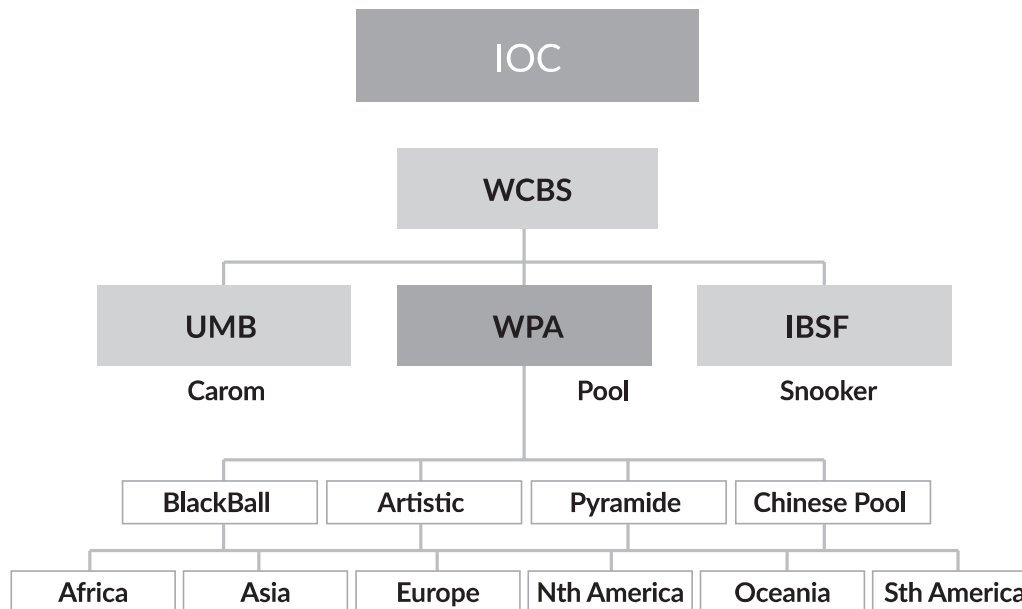 IOC
WCBS
UMB WPA IBSF
Carom Pool Snooker
BlackBall Artistic Pyramide Chinese Pool
Africa Asia Europe Nth America Oceania Sth America